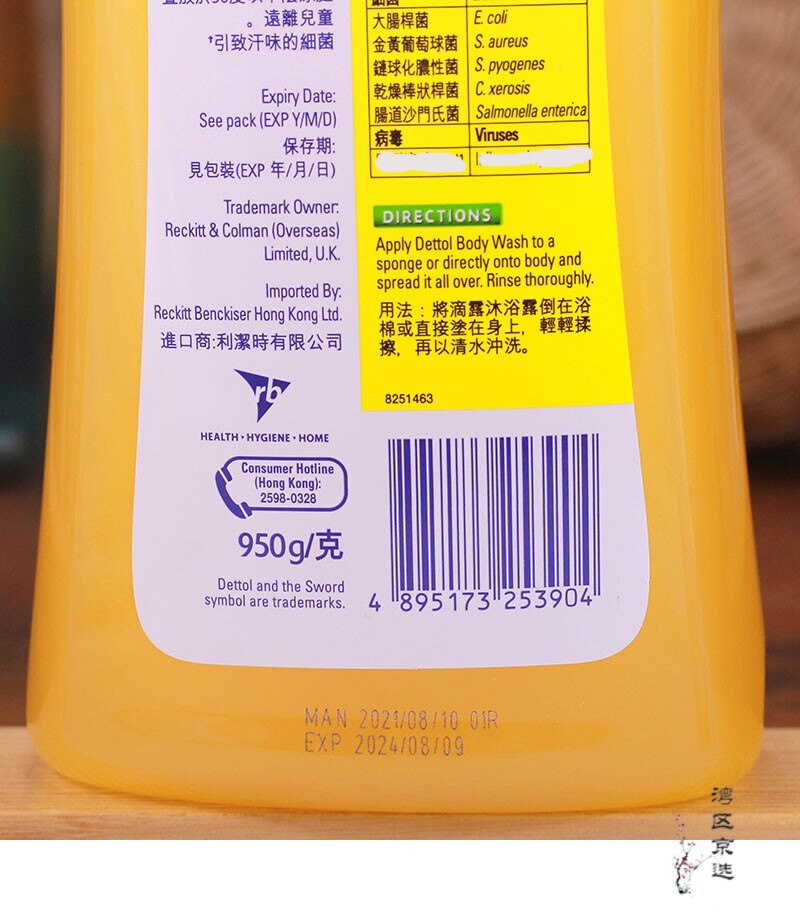 。遠離兒童
†引致汗味的細菌
Expiry Date:
See pack (EXP Y/M/D)
保存期:
見包裝(EXP 年/月/日)
Trademark Owner:
Reckitt & Colman (Overseas)
Limited, U.K.
Imported By:
Reckitt Benckiser Hong Kong Ltd.
進口商:利潔時有限公司
rb
HEALTH • HYGIENE • HOME
Consumer Hotline
(Hong Kong):
2598-0328
950g/克
Dettol and the Sword
symbol are trademarks.
細菌
大腸桿菌 E. coli
金黃葡萄球菌 S. aureus
鏈球化膿性菌 S. pyogenes
乾燥棒狀桿菌 C. xerosis
腸道沙門氏菌 Salmonella enterica
病毒 Viruses
DIRECTIONS
Apply Dettol Body Wash to a
sponge or directly onto body and
spread it all over. Rinse thoroughly.
用法：將滴露沐浴露倒在浴
棉或直接塗在身上，輕輕揉
擦，再以清水沖洗。
8251463
4 895173 253904
MAN 2021/08/10 01R
EXP 2024/08/09
湾区京选